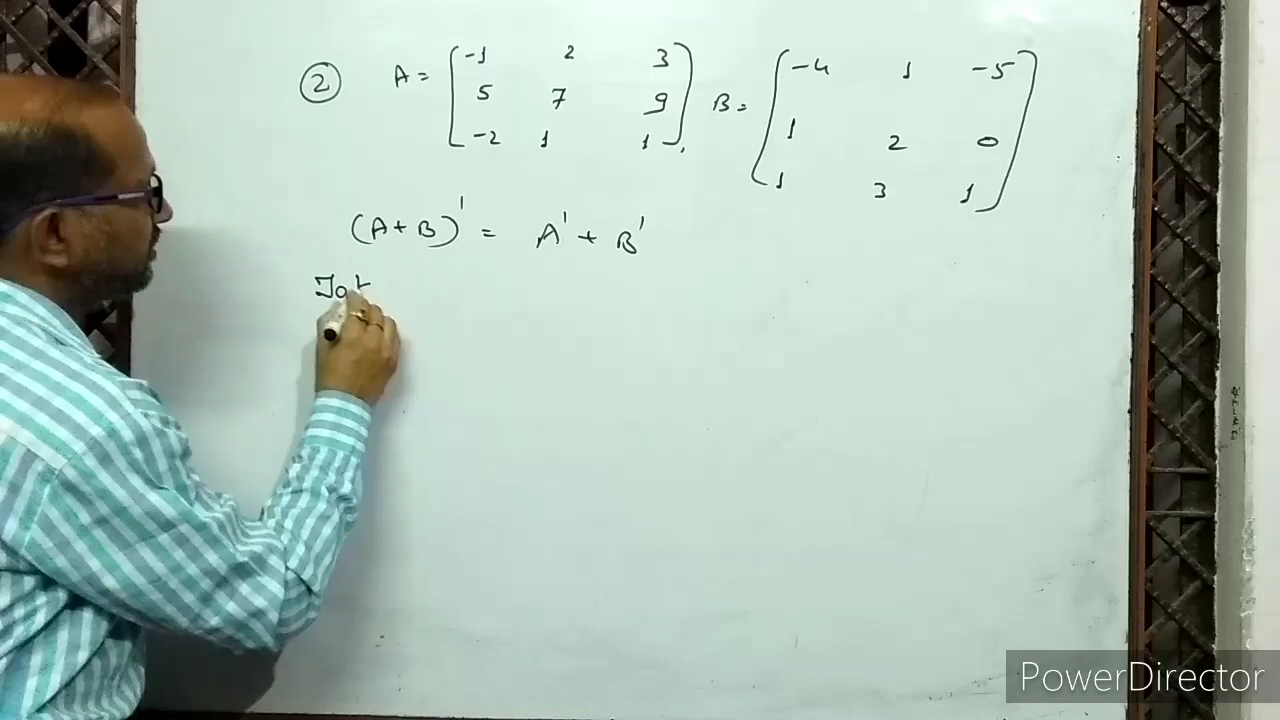 ② A = [ -1 2 3 B = [ -4 1 -5
5 7 9 1 2 0
-2 1 1 ], 1 3 1 ]
(A+B)' = A' + B'
PowerDirector